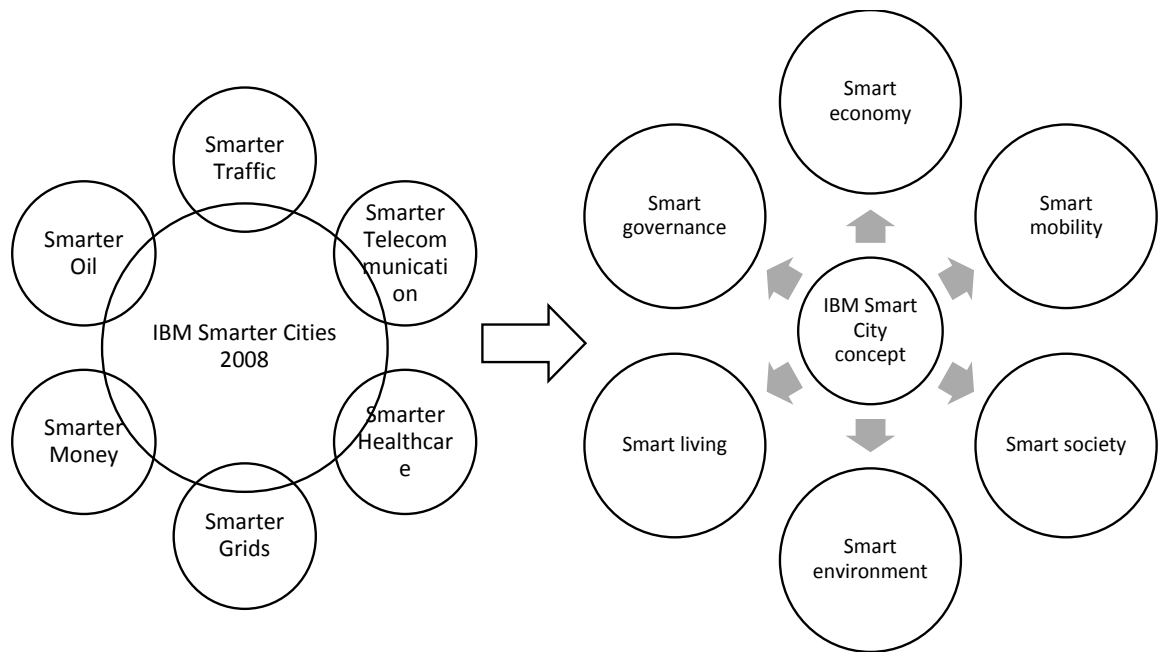 Smarter
Traffic
Smarter
Telecom
municati
on
Smarter
Healthcar
e
Smarter
Grids
Smarter
Money
Smarter
Oil
IBM Smarter Cities
2008
Smart
economy
Smart
mobility
Smart society
Smart
environment
Smart living
Smart
governance
IBM Smart
City
concept